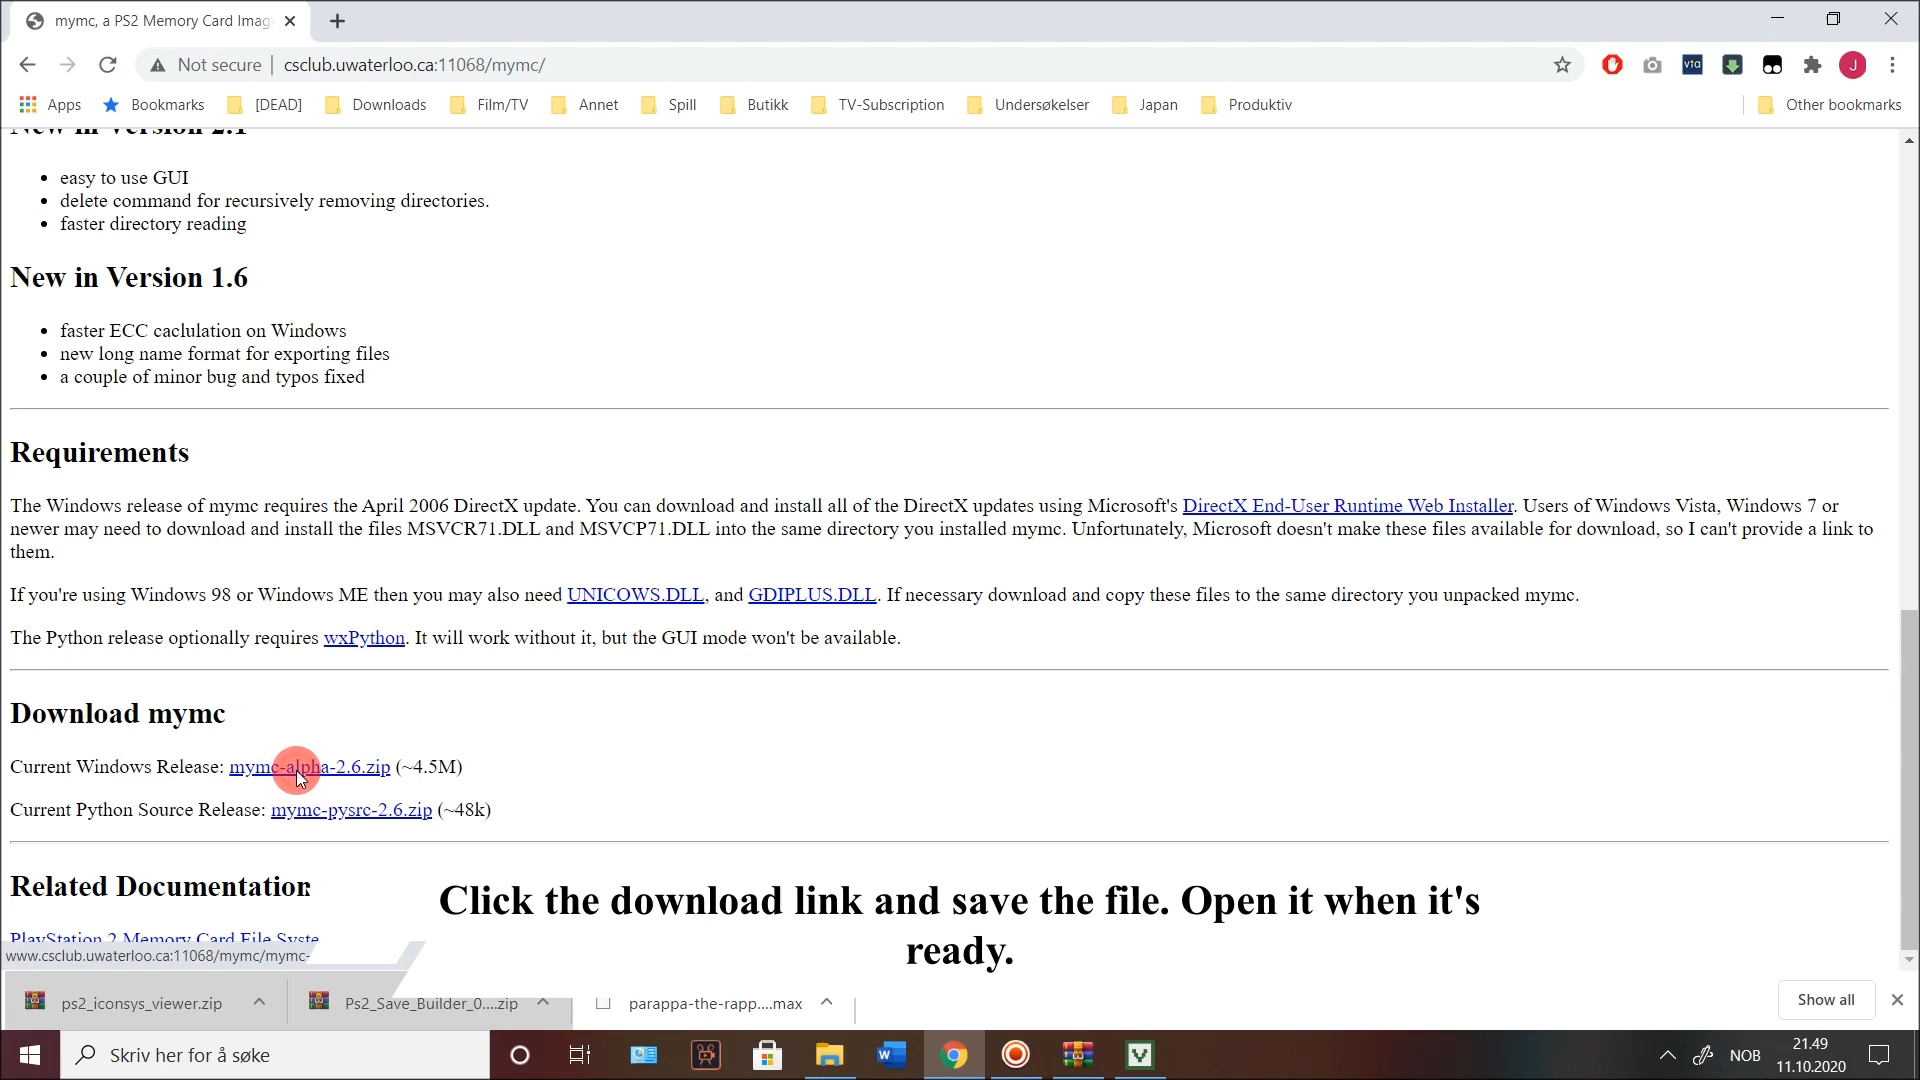 mymc, a PS2 Memory Card Imag
Not secure
csclub.uwaterloo.ca:11068/mymc/
vta
J
Apps
Bookmarks
[DEAD]
Downloads
Film/TV
Annet
Spill
Butikk
TV-Subscription
Undersøkelser
Japan
Produktiv
Other bookmarks
New in Version 2.1
• easy to use GUI
• delete command for recursively removing directories.
• faster directory reading
New in Version 1.6
• faster ECC caclulation on Windows
• new long name format for exporting files
• a couple of minor bug and typos fixed
Requirements
The Windows release of mymc requires the April 2006 DirectX update. You can download and install all of the DirectX updates using Microsoft's DirectX End-User Runtime Web Installer. Users of Windows Vista, Windows 7 or
newer may need to download and install the files MSVCR71.DLL and MSVCP71.DLL into the same directory you installed mymc. Unfortunately, Microsoft doesn't make these files available for download, so I can't provide a link to
them.
If you're using Windows 98 or Windows ME then you may also need UNICOWS.DLL, and GDIPLUS.DLL. If necessary download and copy these files to the same directory you unpacked mymc.
The Python release optionally requires wxPython. It will work without it, but the GUI mode won't be available.
Download mymc
Current Windows Release: mymc-alpha-2.6.zip (~4.5M)
Current Python Source Release: mymc-pysrc-2.6.zip (~48k)
Related Documentation
Click the download link and save the file. Open it when it's
ready.
PlayStation 2 Memory Card File Syste
www.csclub.uwaterloo.ca:11068/mymc/mymc-
ps2_iconsys_viewer.zip
Ps2_Save_Builder_0....zip
parappa-the-rapp....max
Show all
Skriv her for å søke
NOB
21.49
11.10.2020